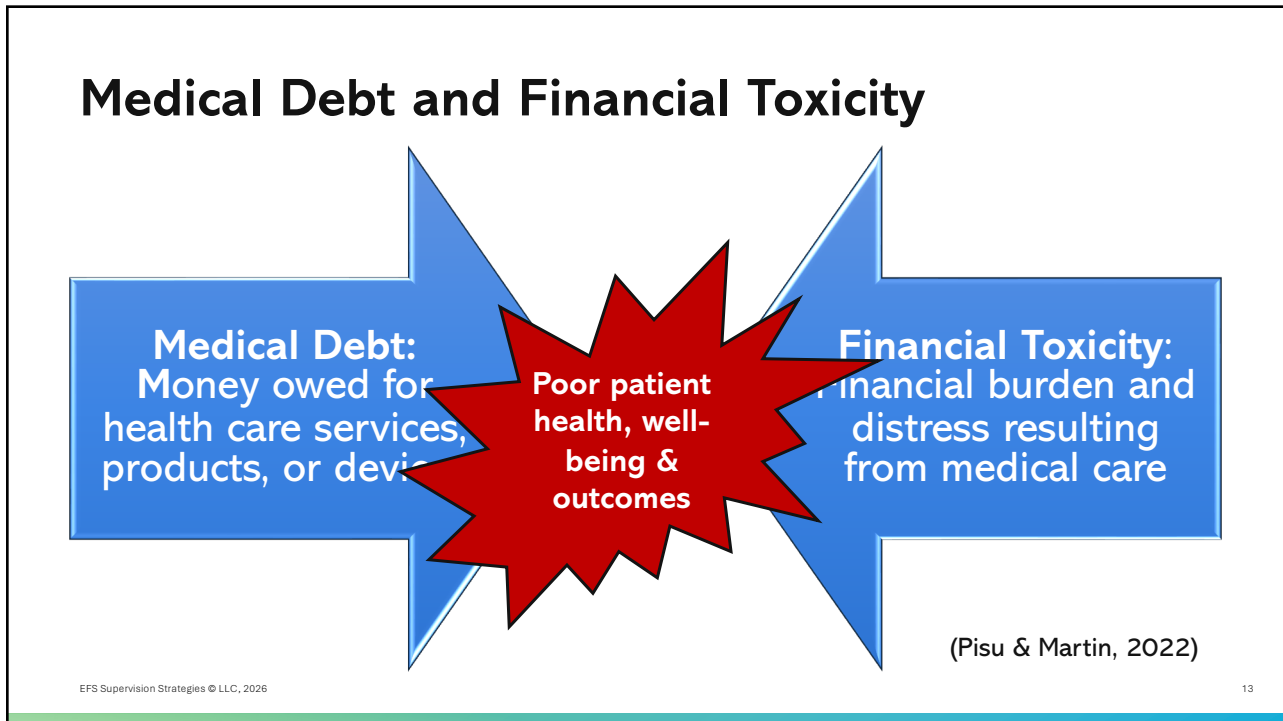 Medical Debt and Financial Toxicity
Medical Debt:
Money owed for
health care services,
products, or devic
Poor patient
health, well-
being &
outcomes
Financial Toxicity:
Financial burden and
distress resulting
from medical care
(Pisu & Martin, 2022)
EFS Supervision Strategies © LLC, 2026
13